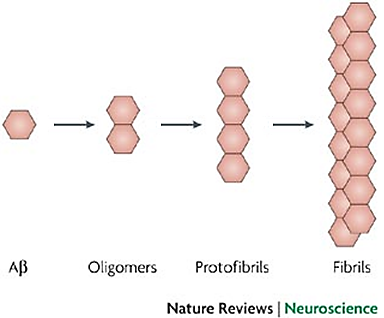 Aβ Oligomers Protofibrils Fibrils
Nature Reviews | Neuroscience